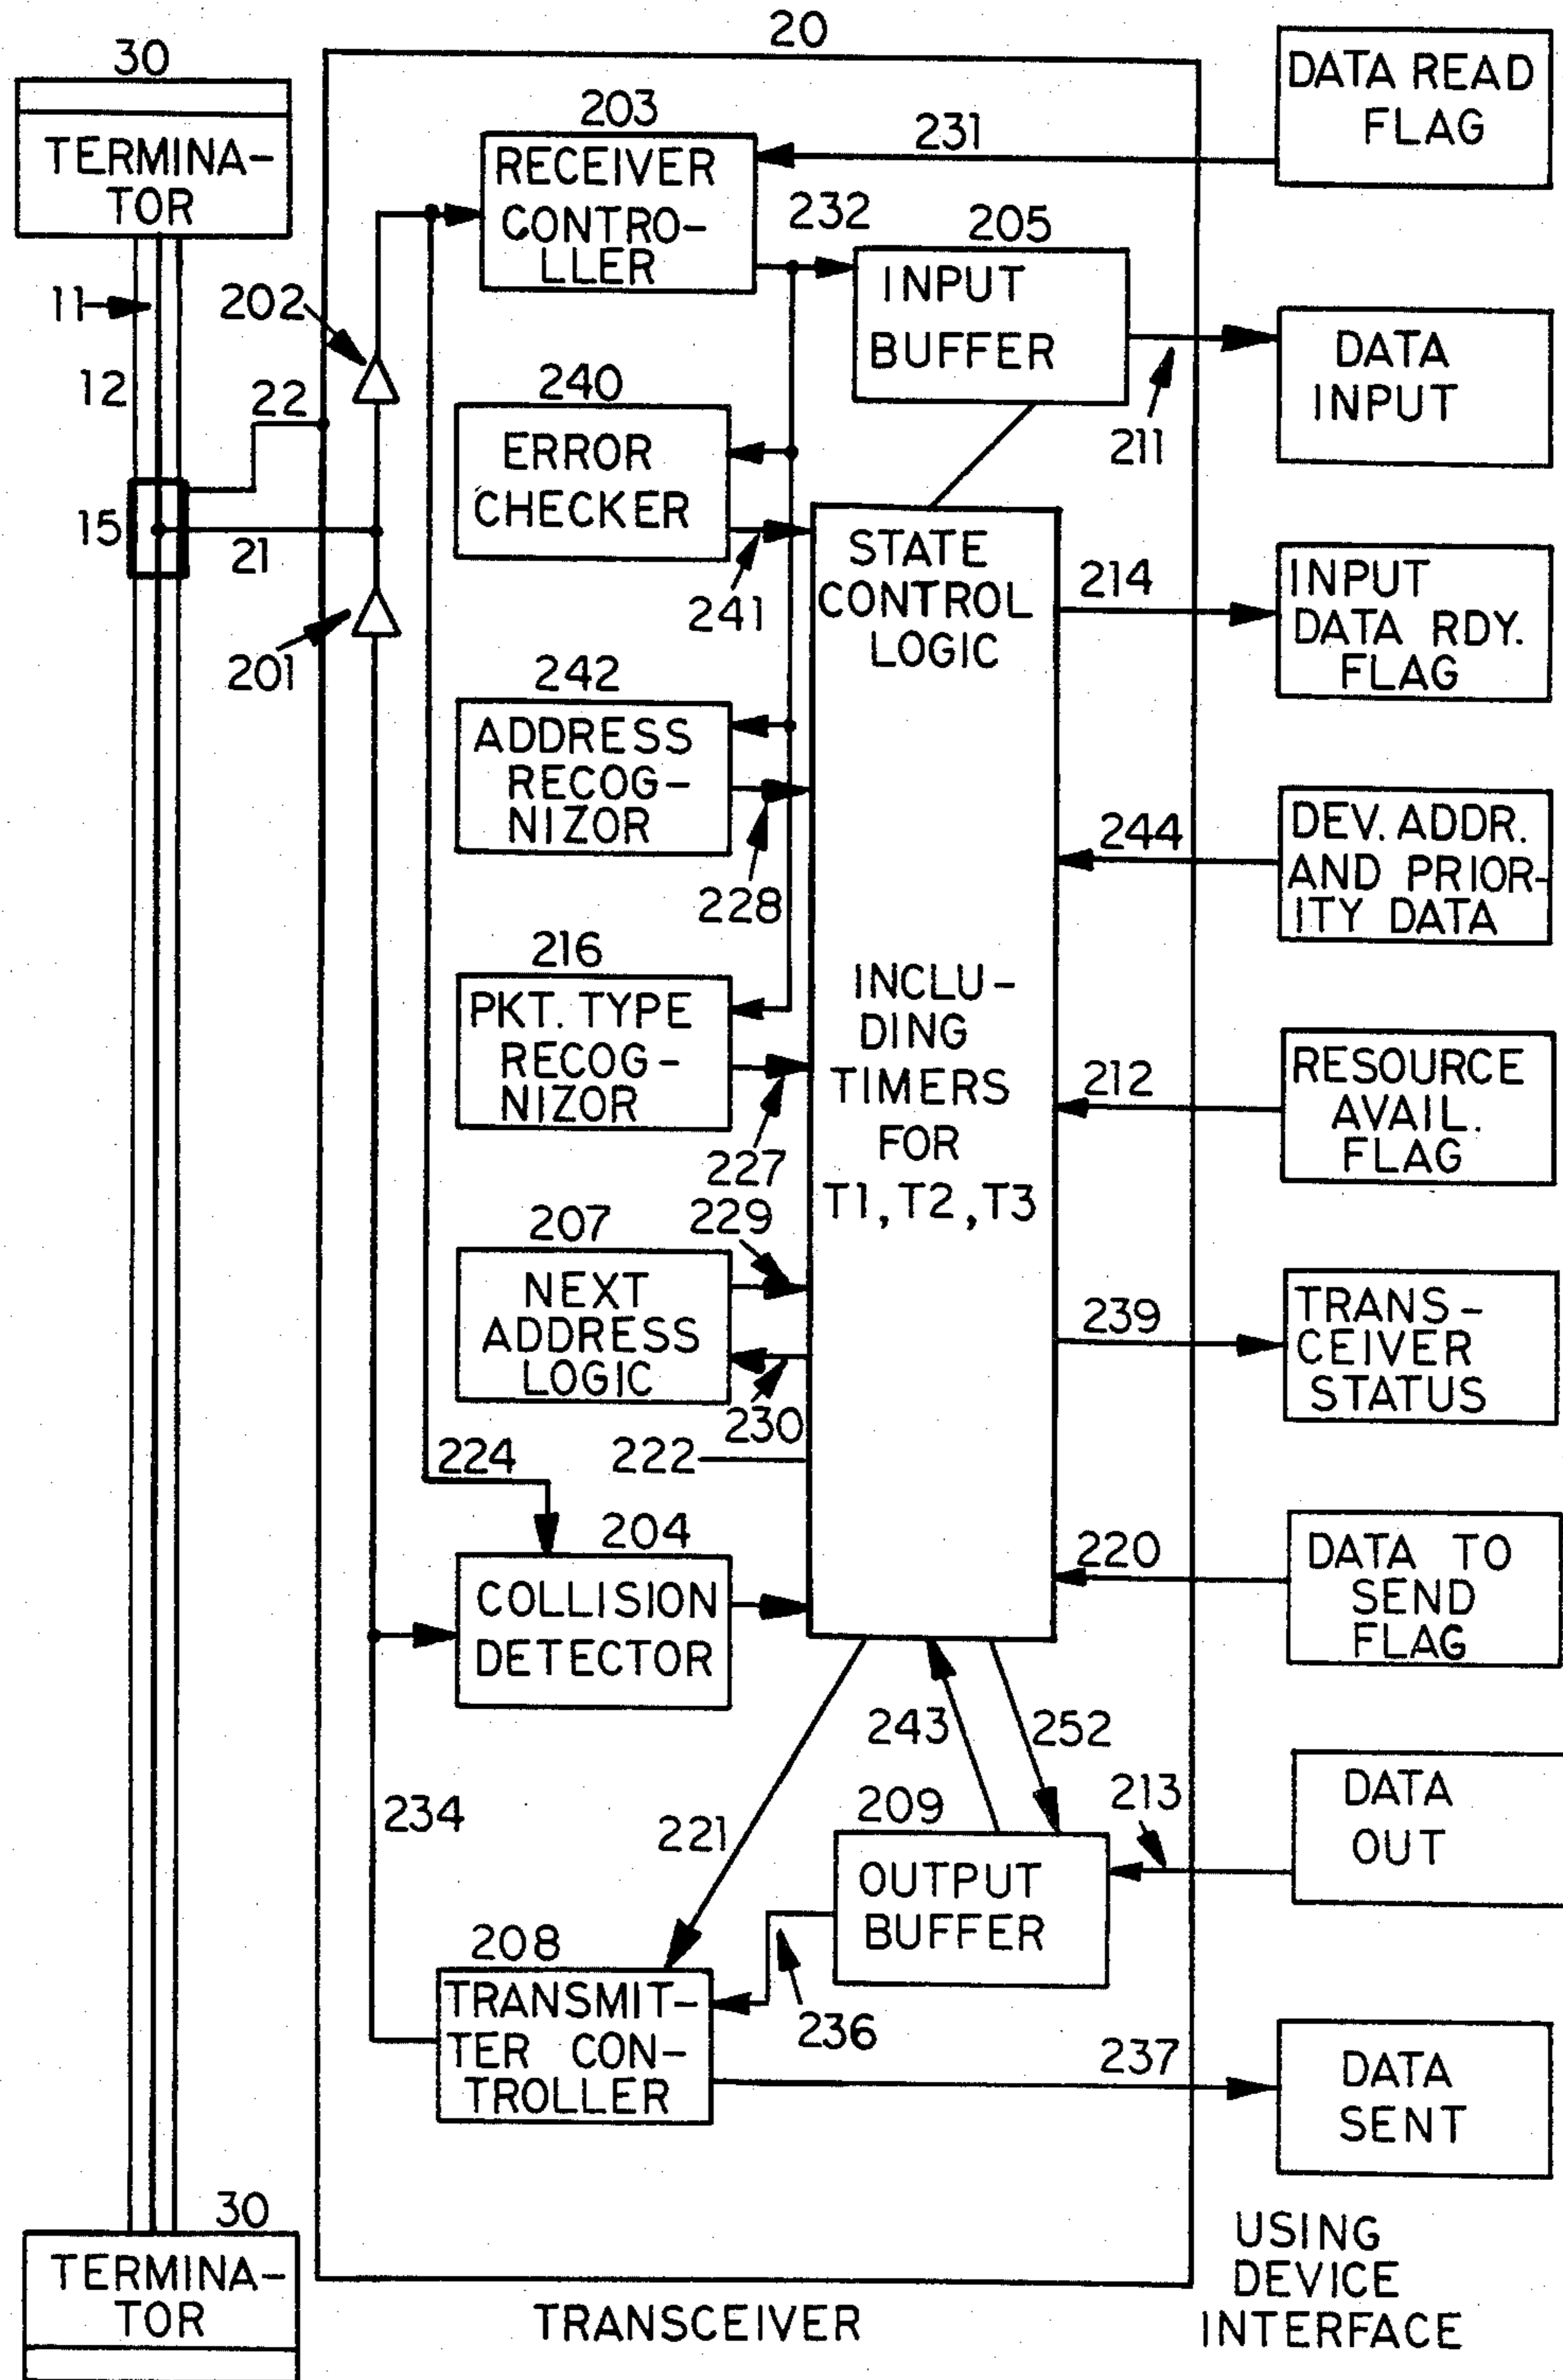 20
30
TERMINA-
TOR
11
12
15
22
21
202
201
203
RECEIVER
CONTRO-
LLER
231
232
205
INPUT
BUFFER
211
240
ERROR
CHECKER
241
242
ADDRESS
RECOG-
NIZOR
228
216
PKT. TYPE
RECOG-
NIZOR
227
207
229
NEXT
ADDRESS
LOGIC
230
222
224
204
COLLISION
DETECTOR
STATE
CONTROL
LOGIC
INCLU-
DING
TIMERS
FOR
T1, T2, T3
214
244
212
239
220
243
252
213
221
209
OUTPUT
BUFFER
234
236
208
TRANSMIT-
TER CON-
TROLLER
237
DATA READ
FLAG
DATA
INPUT
INPUT
DATA RDY.
FLAG
DEV. ADDR.
AND PRIOR-
ITY DATA
RESOURCE
AVAIL.
FLAG
TRANS-
CEIVER
STATUS
DATA TO
SEND
FLAG
DATA
OUT
DATA
SENT
30
TERMINA-
TOR
TRANSCEIVER
USING
DEVICE
INTERFACE